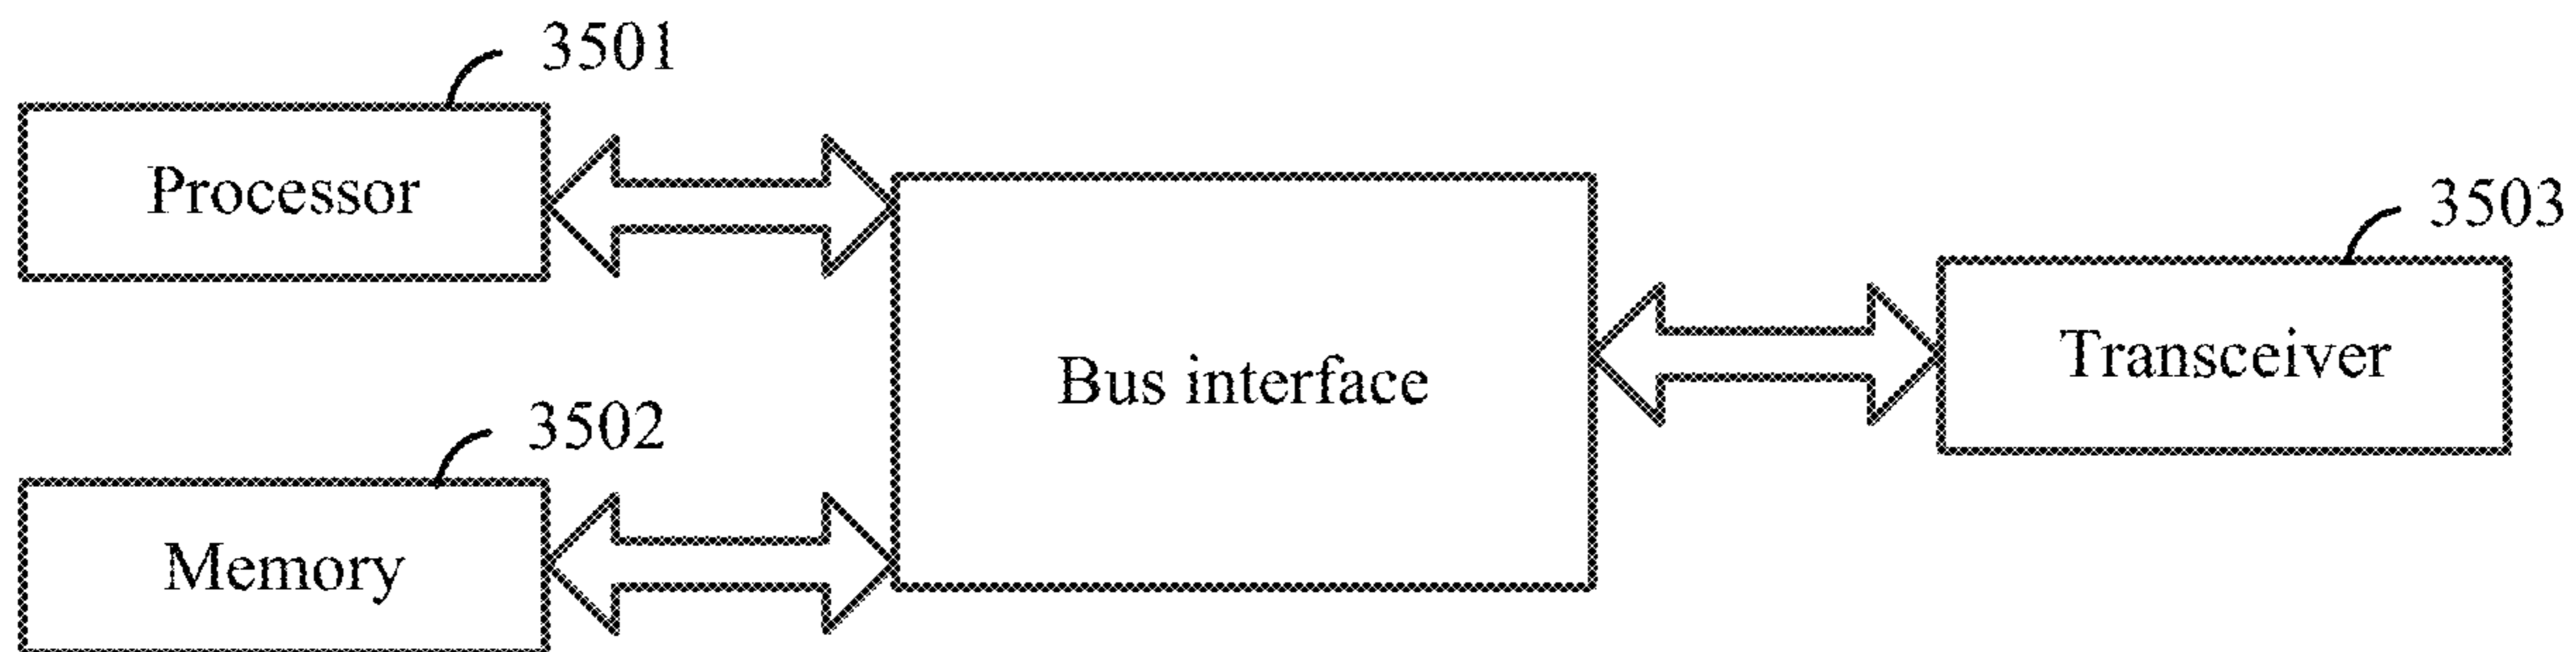 3501
Processor
3503
Transceiver
Bus interface
3502
Memory